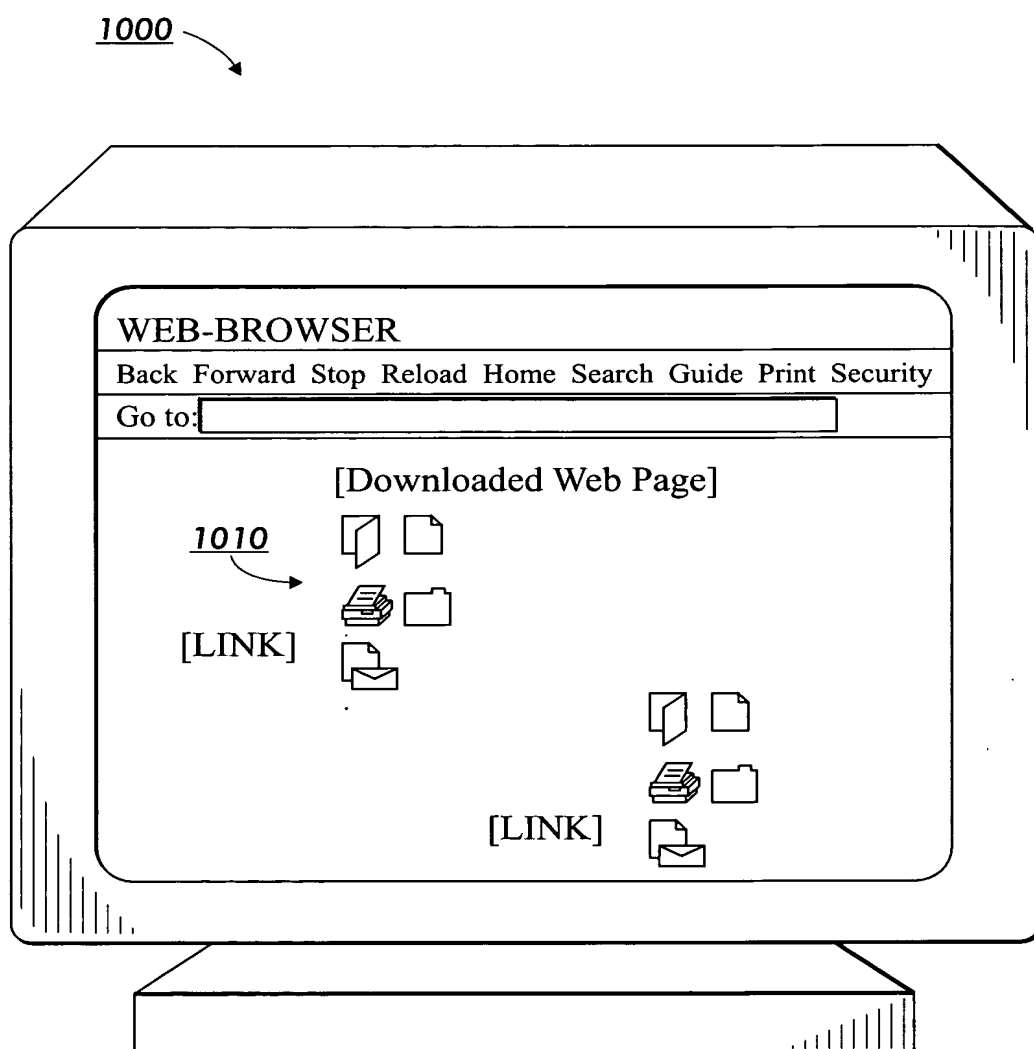 1000
WEB-BROWSER
Back Forward Stop Reload Home Search Guide Print Security
Go to:
[Downloaded Web Page]
1010
[LINK]
[LINK]